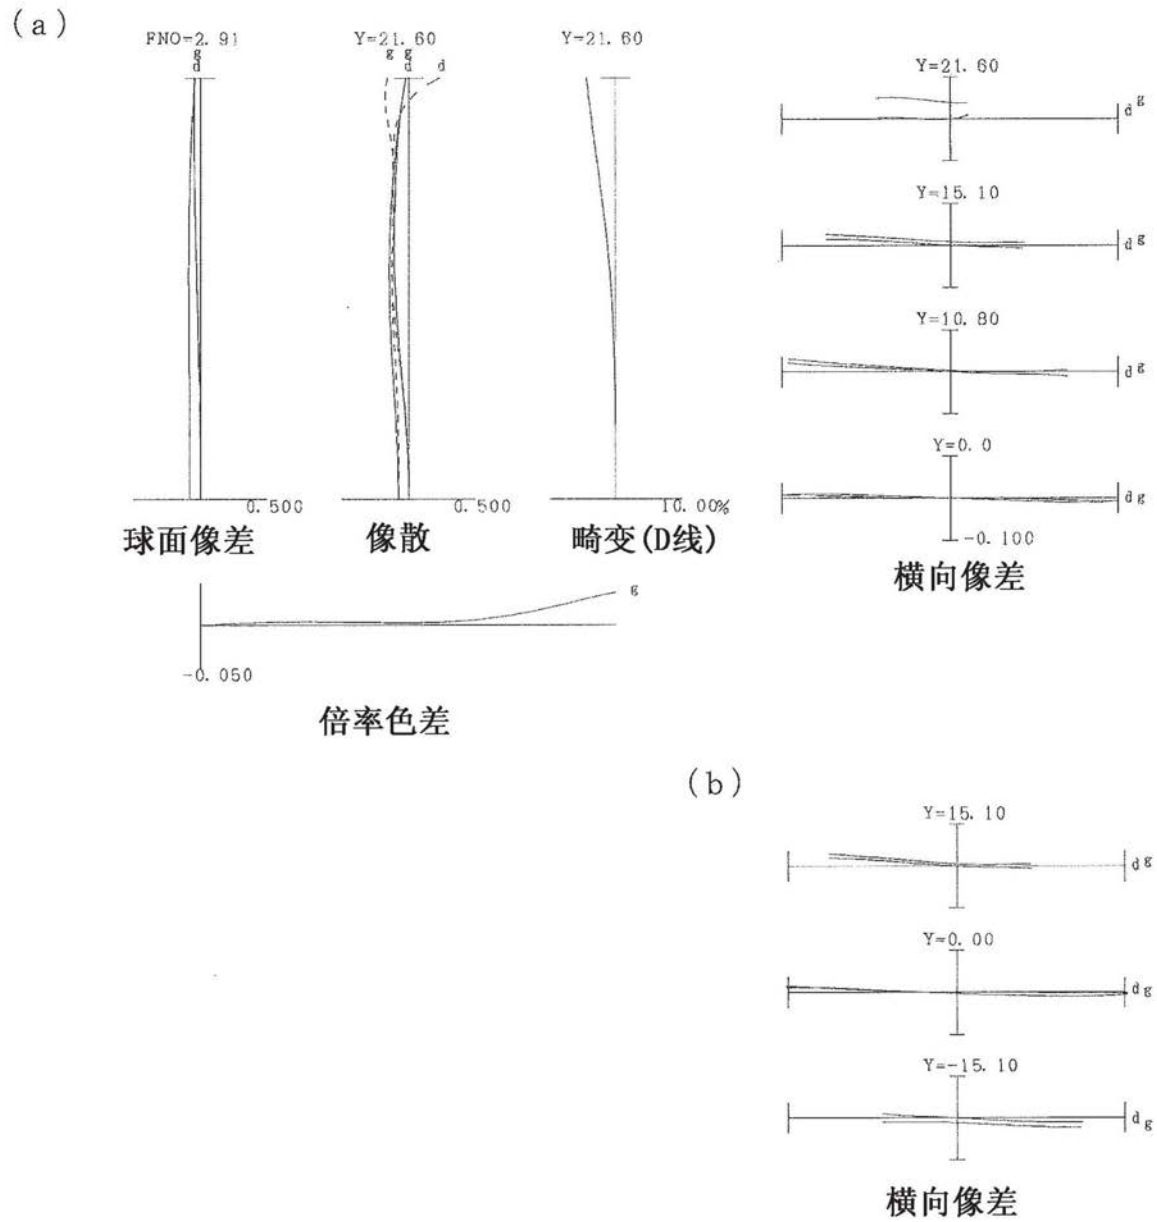 (a)
FNO=2.91
g
d
Y=21.60
g g
d d
Y=21.60
0.500
球面像差
0.500
像散
10.00%
畸变(D线)
Y=21.60
d g
Y=15.10
d g
Y=10.80
d g
Y=0.0
d g
-0.100
横向像差
g
-0.050
倍率色差
(b)
Y=15.10
d g
Y=0.00
d g
Y=-15.10
d g
横向像差